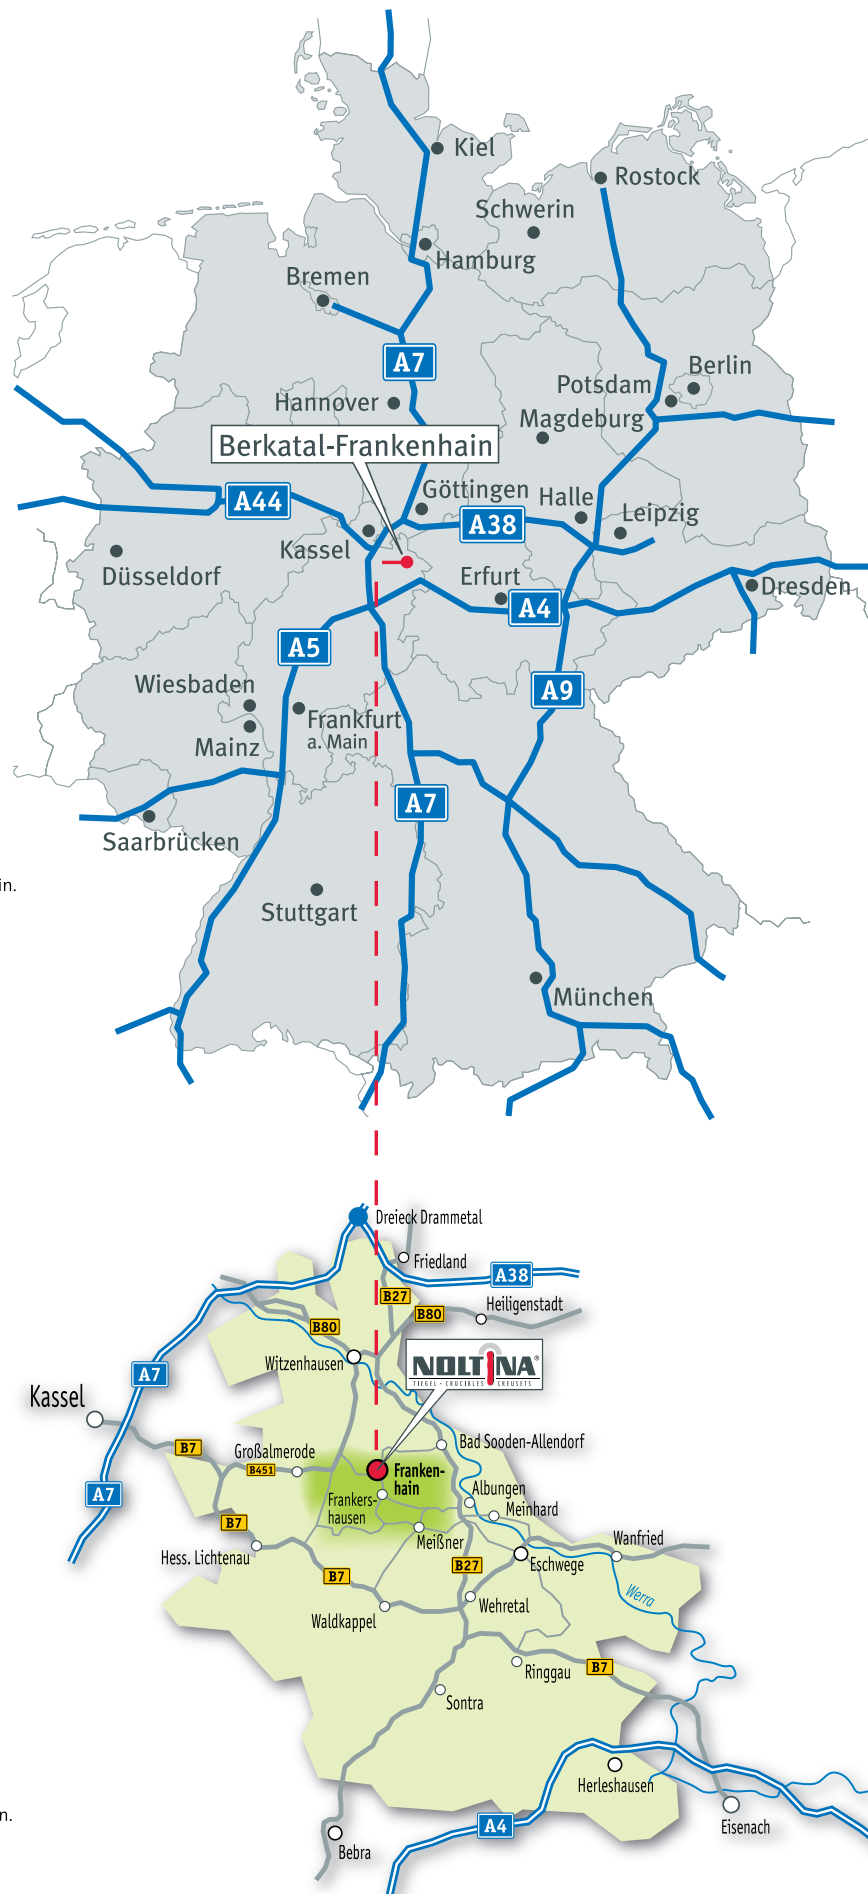 Kiel
Rostock
Schwerin
Hamburg
Bremen
A7
Berlin
Potsdam
Hannover
Magdeburg
Berkatal-Frankenhain
Göttingen
Halle
A44
A38
Leipzig
Kassel
Düsseldorf
Erfurt
Dresden
A4
A5
Wiesbaden
A9
Frankfurt
a. Main
Mainz
A7
Saarbrücken
in.
Stuttgart
München
Dreieck Drammetal
Friedland
A38
B27
Heiligenstadt
B80
B80
NOLTINA®
TIEGEL · CRUCIBLES · CREUSETS
Witzenhausen
A7
Kassel
B7
Großalmerode
Bad Sooden-Allendorf
B451
Franken-
hain
A7
Albungen
Frankers-
hausen
Meinhard
B7
Meißner
Wanfried
Hess. Lichtenau
B27
Eschwege
B7
Werra
Waldkappel
Wehretal
Ringgau
B7
Sontra
Herleshausen
n.
A4
Eisenach
Bebra